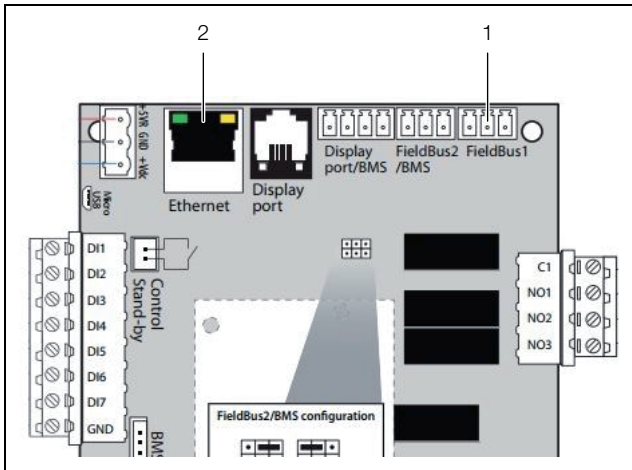 2
1
+5VR
GND
+Vdc
Micro
USB
Ethernet
Display
port
Display
port/BMS
FieldBus2
/BMS
FieldBus1
DI1
DI2
DI3
DI4
DI5
DI6
DI7
GND
Control
Stand-by
C1
NO1
NO2
NO3
FieldBus2/BMS configuration
BMS